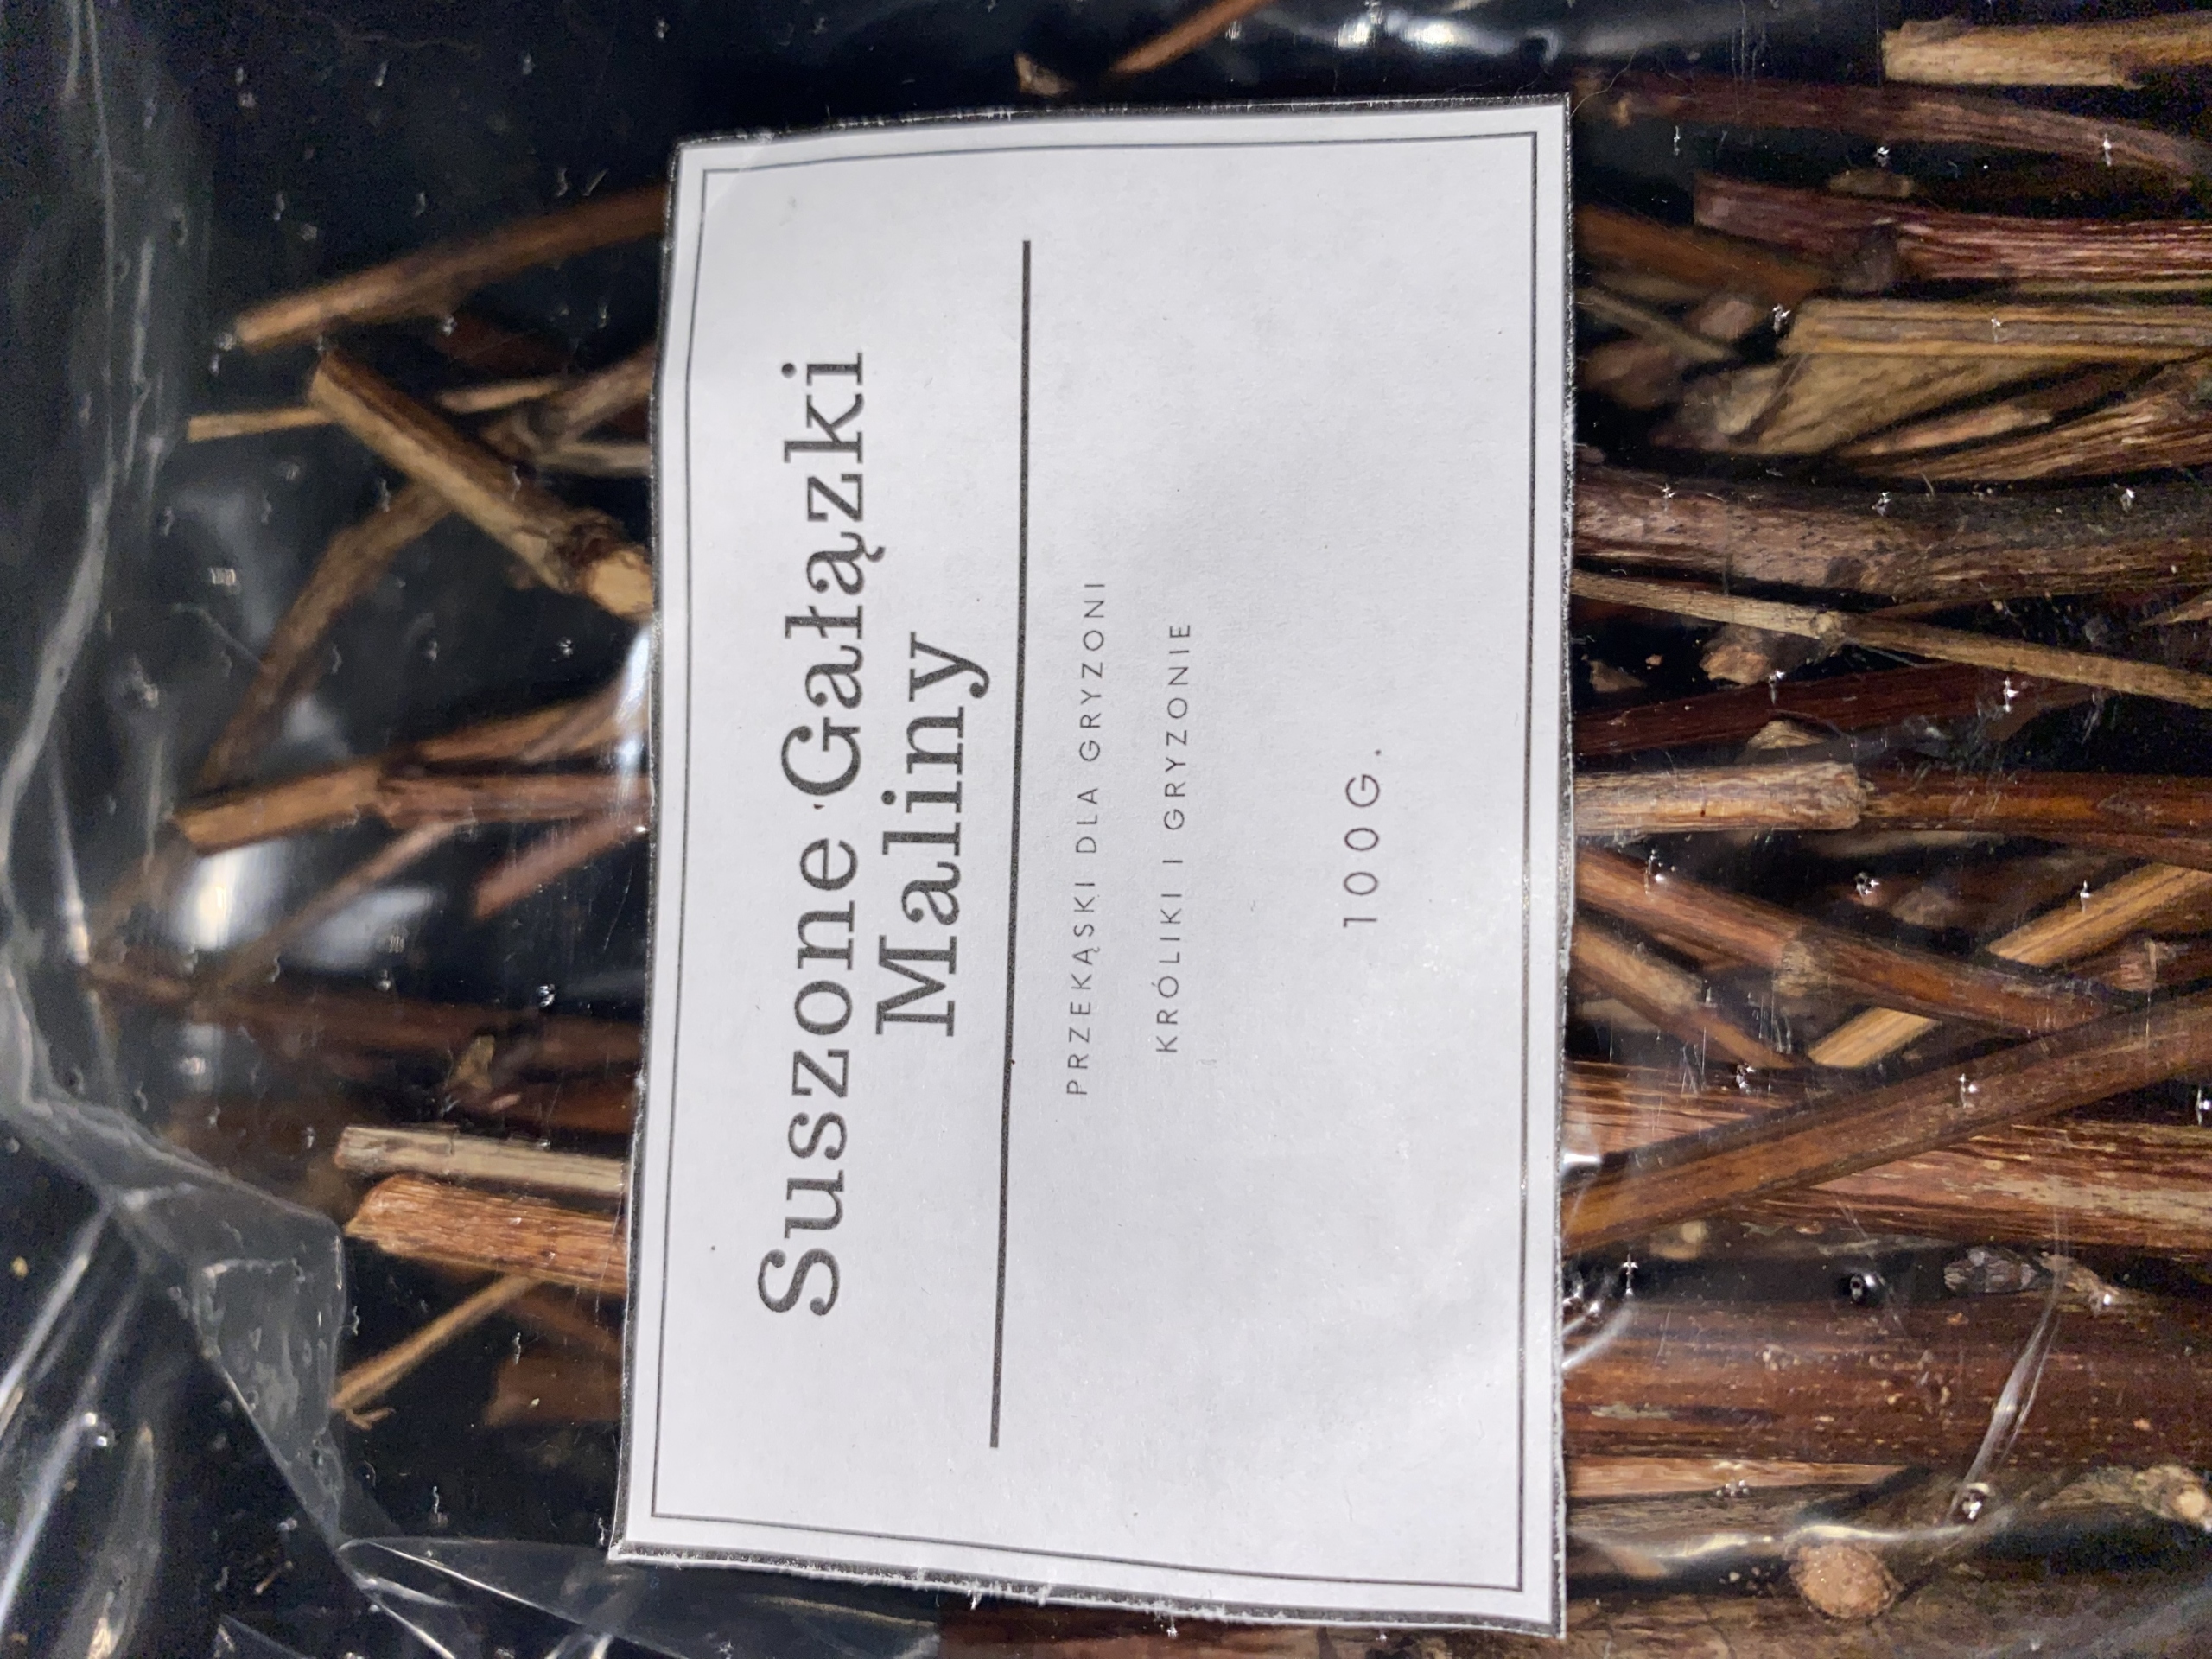 Suszone Gałązki
Maliny
PRZEKĄSKI DLA GRYZONI
KRÓLIKI I GRYZONIE
100G.